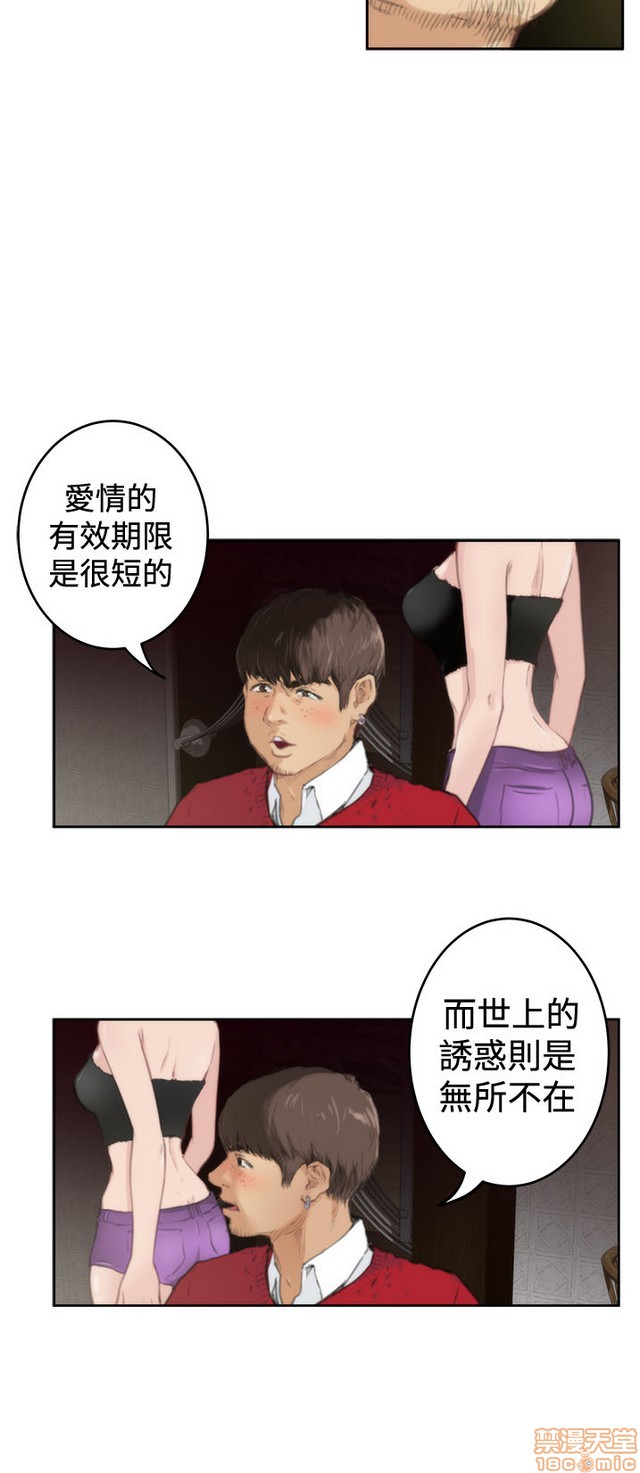 愛情的
有效期限
是很短的
而世上的
誘惑則是
無所不在
禁漫天堂
18comic